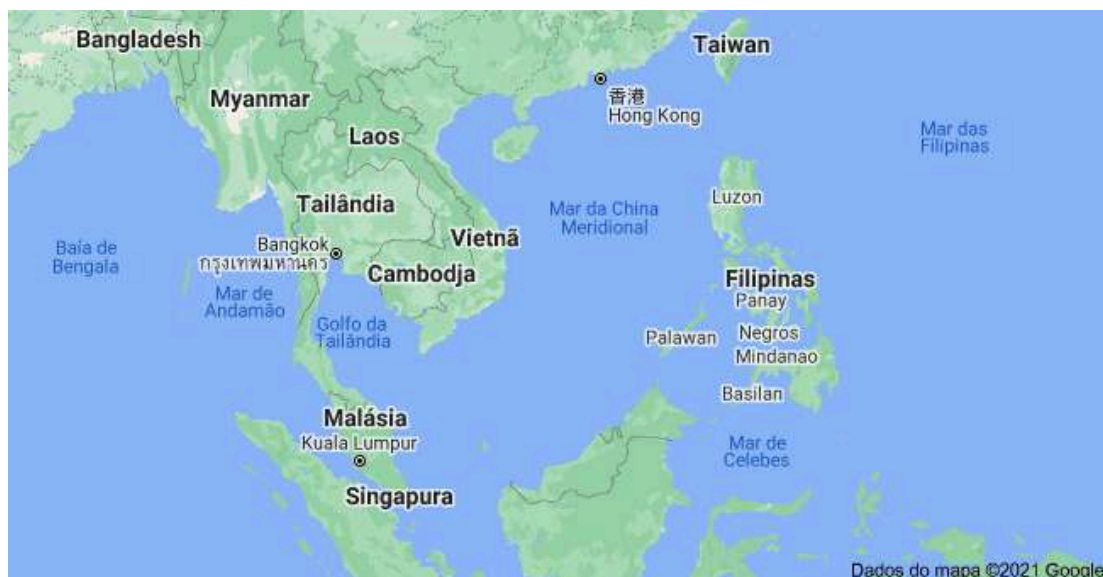 Bangladesh
Taiwan
Myanmar
香港
Hong Kong
Laos
Mar das
Filipinas
Tailândia
Luzon
Mar da China
Meridional
Vietnã
Baía de
Bengala
Bangkok
กรุงเทพมหานคร
Cambodja
Filipinas
Panay
Mar de
Andamão
Golfo da
Tailândia
Palawan
Negros
Mindanao
Basilan
Malásia
Kuala Lumpur
Mar de
Celebes
Singapura
Dados do mapa ©2021 Google